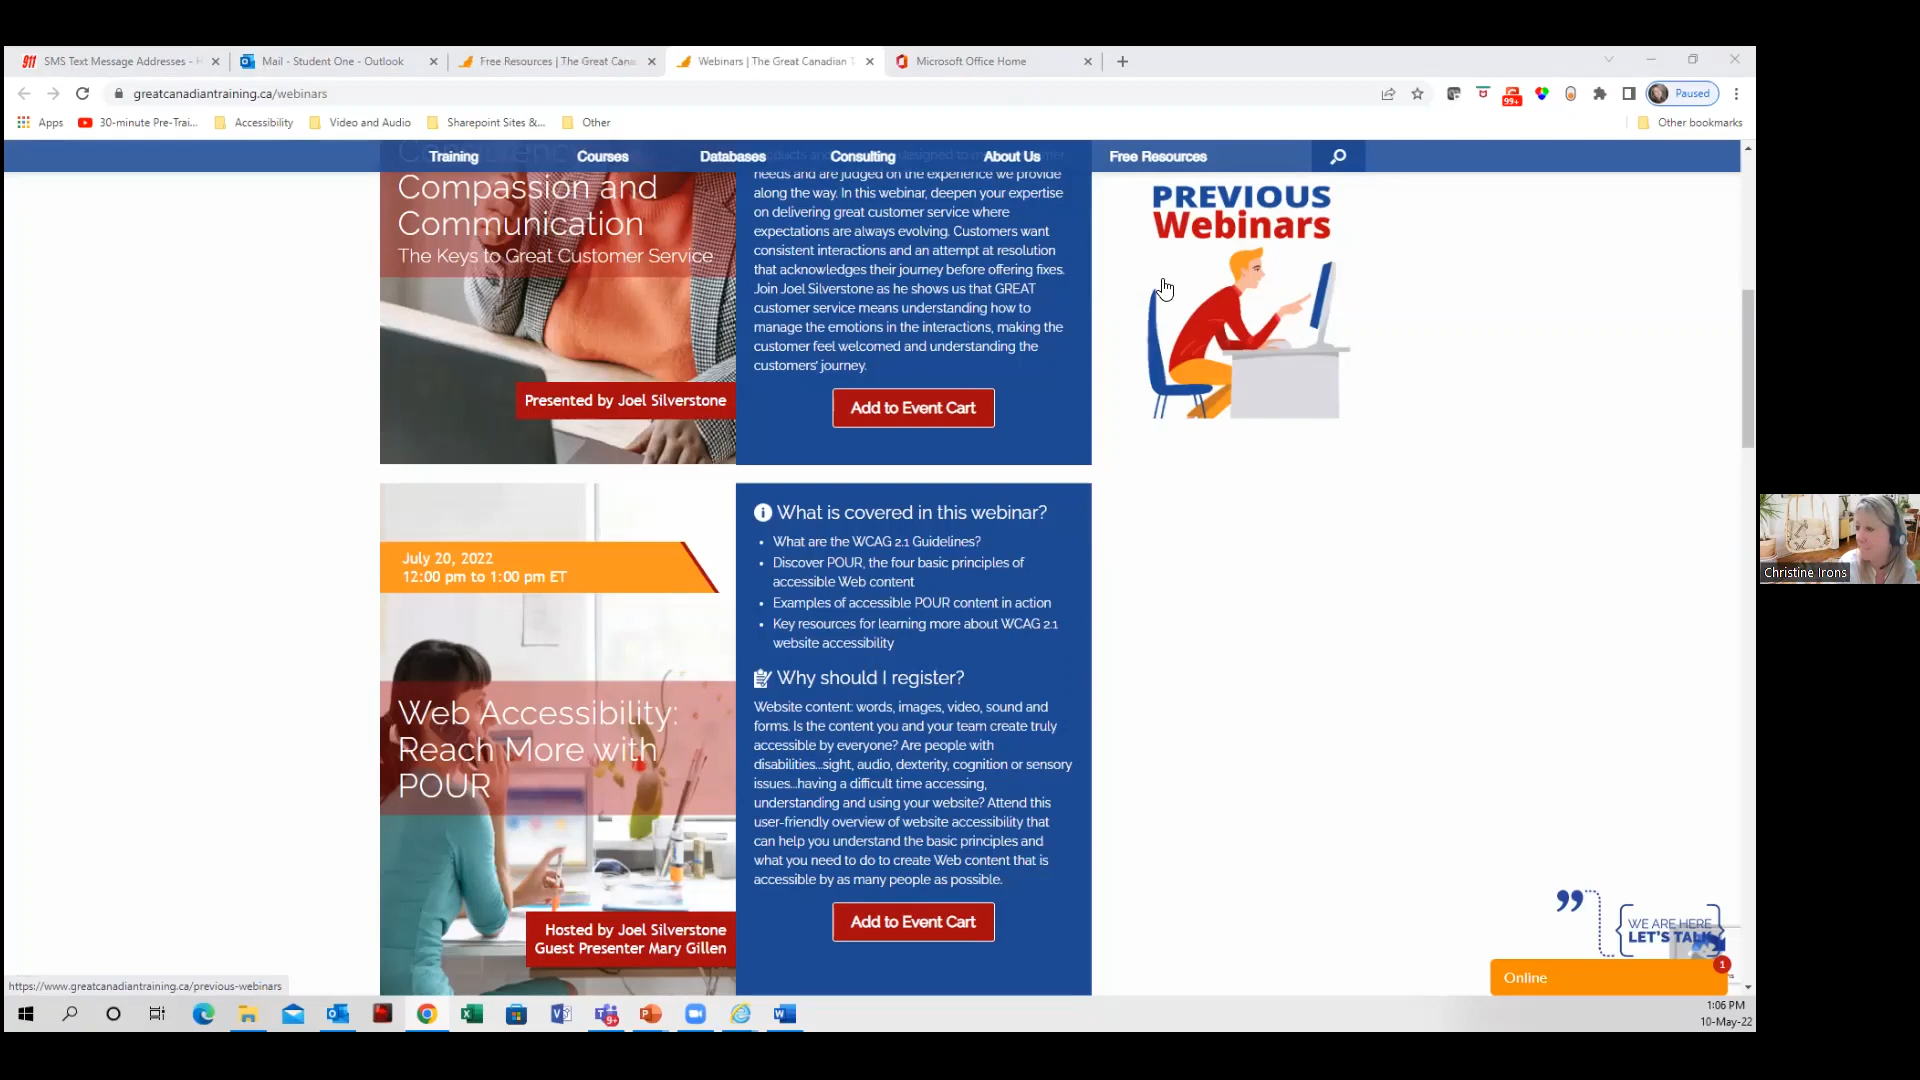 SMS Text Message Addresses -
Mail - Student One - Outlook
Free Resources | The Great Cana
Webinars | The Great Canadian T
Microsoft Office Home
greatcanadiantraining.ca/webinars
99+
Paused
Apps
30-minute Pre-Trai...
Accessibility
Video and Audio
Sharepoint Sites &...
Other
Other bookmarks
Training
Courses
Databases
Consulting
About Us
Free Resources
Compassion and
Communication
The Keys to Great Customer Service
Presented by Joel Silverstone
needs and are judged on the experience we provide
along the way. In this webinar, deepen your expertise
on delivering great customer service where
expectations are always evolving. Customers want
consistent interactions and an attempt at resolution
that acknowledges their journey before offering fixes.
Join Joel Silverstone as he shows us that GREAT
customer service means understanding how to
manage the emotions in the interactions, making the
customer feel welcomed and understanding the
customers' journey.
Add to Event Cart
PREVIOUS
Webinars
July 20, 2022
12:00 pm to 1:00 pm ET
Web Accessibility:
Reach More with
POUR
Hosted by Joel Silverstone
Guest Presenter Mary Gillen
What is covered in this webinar?
• What are the WCAG 2.1 Guidelines?
• Discover POUR, the four basic principles of
accessible Web content
• Examples of accessible POUR content in action
• Key resources for learning more about WCAG 2.1
website accessibility
Why should I register?
Website content: words, images, video, sound and
forms. Is the content you and your team create truly
accessible by everyone? Are people with
disabilities...sight, audio, dexterity, cognition or sensory
issues...having a difficult time accessing,
understanding and using your website? Attend this
user-friendly overview of website accessibility that
can help you understand the basic principles and
what you need to do to create Web content that is
accessible by as many people as possible.
Add to Event Cart
Christine Irons
WE ARE HERE
LET'S TALK
1
Online
https://www.greatcanadiantraining.ca/previous-webinars
9+
1:06 PM
10-May-22